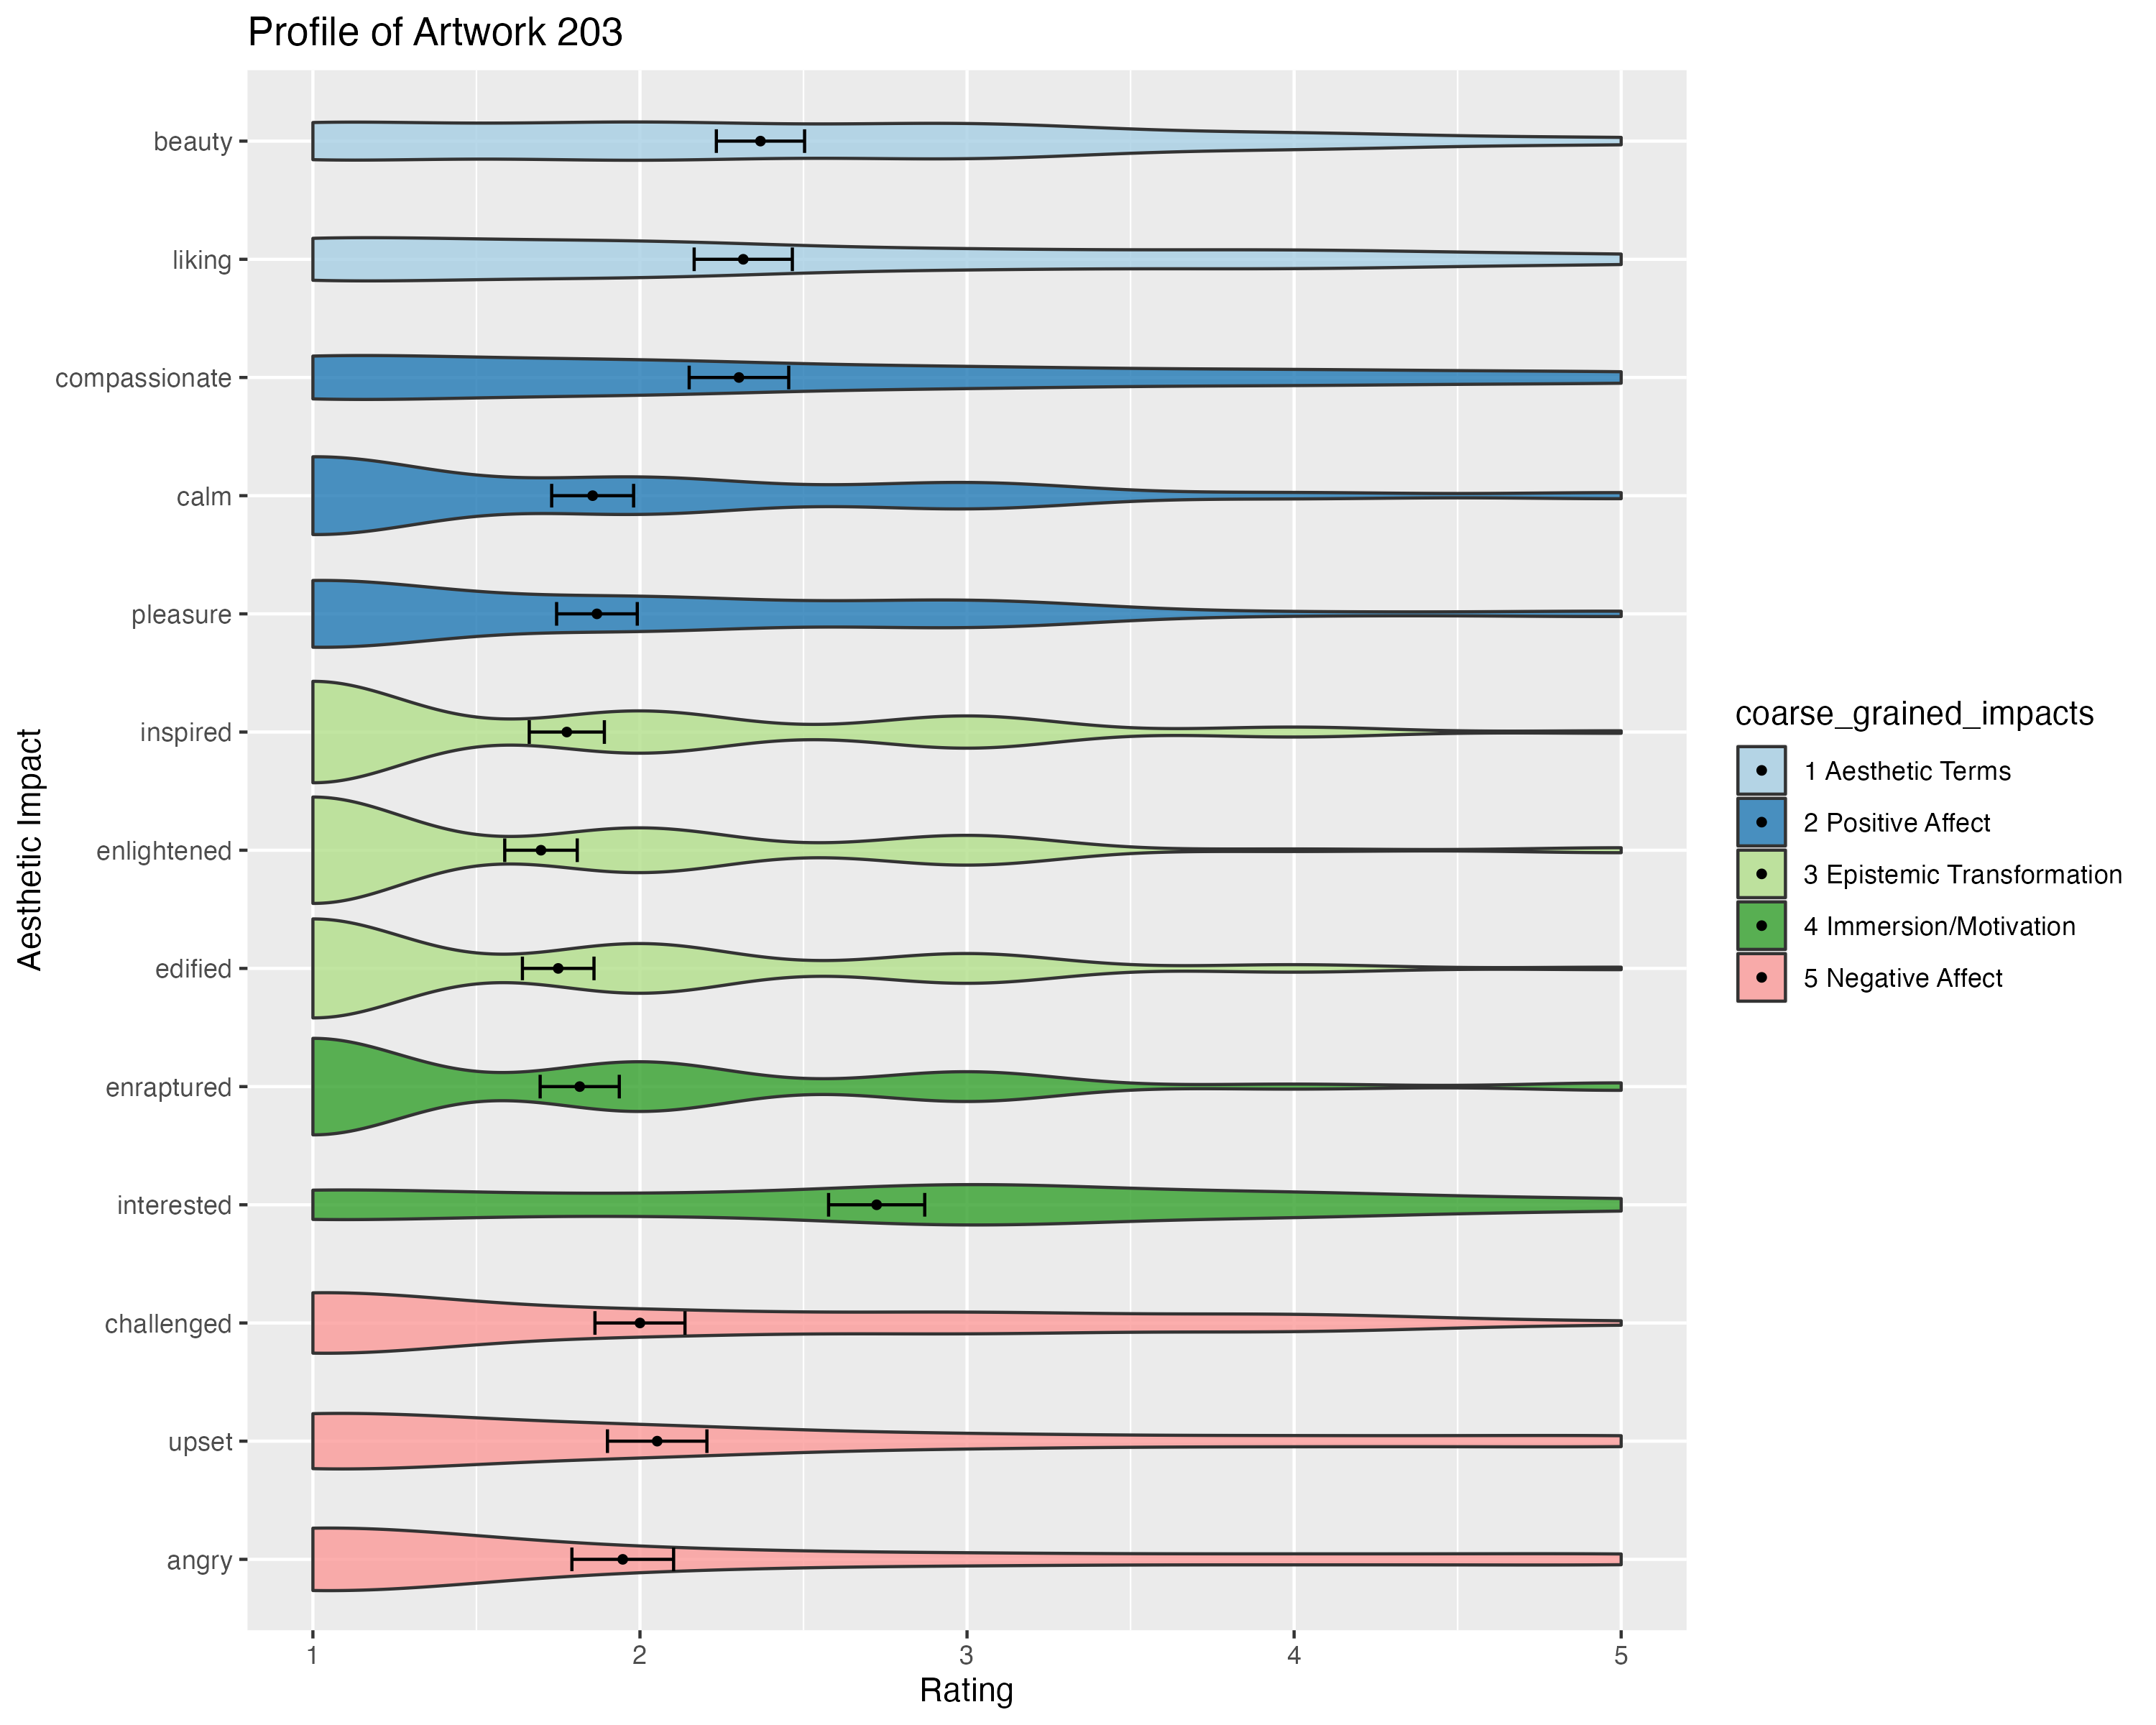 Profile of Artwork 203
Aesthetic Impact
beauty
liking
compassionate
calm
pleasure
inspired
enlightened
edified
enraptured
interested
challenged
upset
angry
1 2 3 4 5
Rating
coarse_grained_impacts
1 Aesthetic Terms
2 Positive Affect
3 Epistemic Transformation
4 Immersion/Motivation
5 Negative Affect